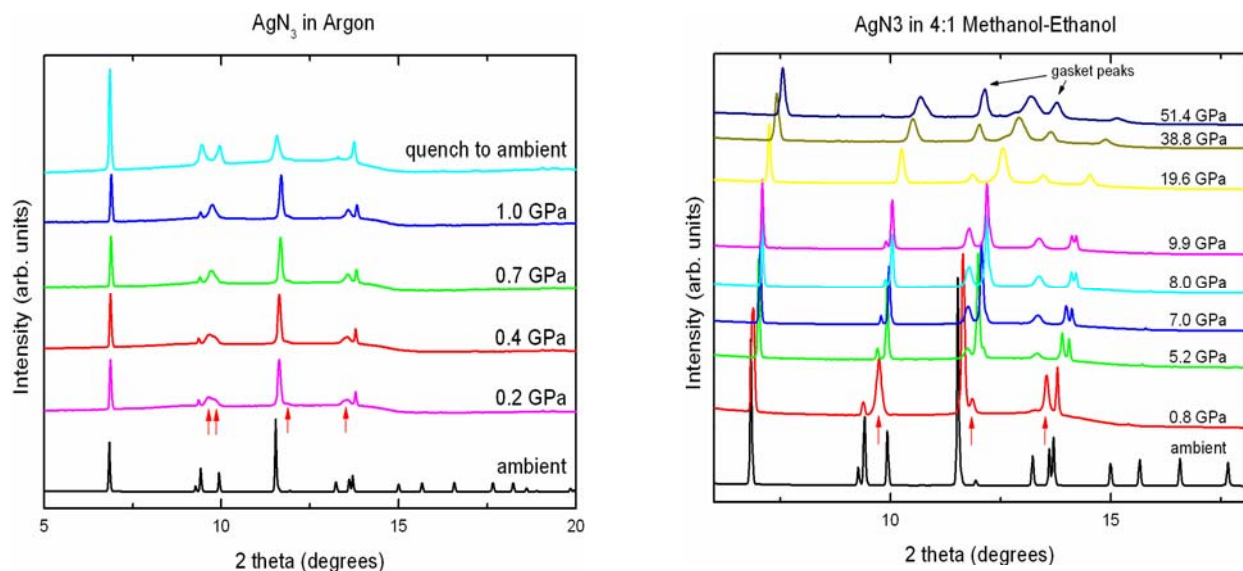 AgN₃ in Argon
Intensity (arb. units)
quench to ambient
1.0 GPa
0.7 GPa
0.4 GPa
0.2 GPa
ambient
5 10 15 20
2 theta (degrees)
AgN3 in 4:1 Methanol-Ethanol
Intensity (arb. units)
gasket peaks
51.4 GPa
38.8 GPa
19.6 GPa
9.9 GPa
8.0 GPa
7.0 GPa
5.2 GPa
0.8 GPa
ambient
10 15
2 theta (degrees)